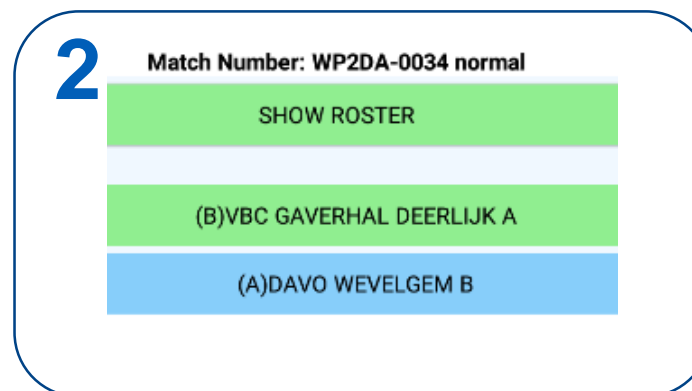 2
Match Number: WP2DA-0034 normal
SHOW ROSTER
(B)VBC GAVERHAL DEERLIJK A
(A)DAVO WEVELGEM B